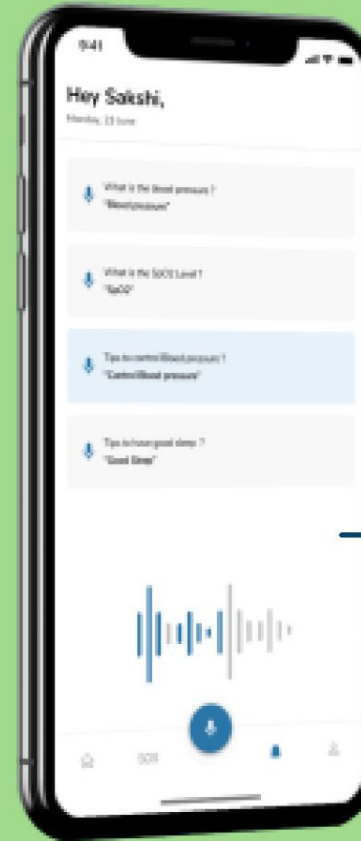 9:41
Hey Sakshi,
Monday, 23 June
What is the blood pressure ?
"Blood pressure"
What is the SpO2 Level ?
"SpO2"
Tips to control Blood pressure ?
"Control Blood pressure"
Tips to have good sleep ?
"Good Sleep"
SOS